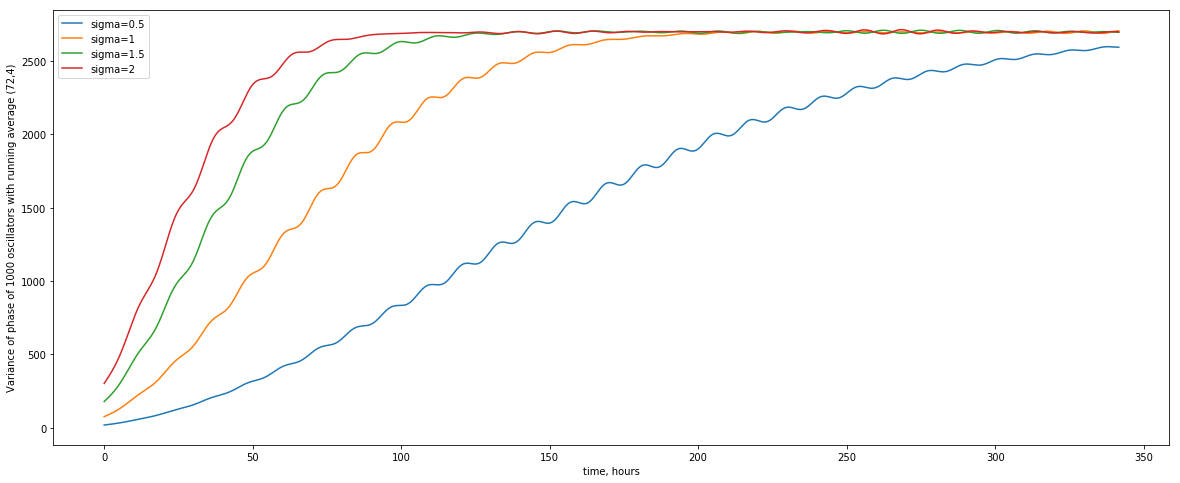 sigma=0.5
sigma=1
sigma=1.5
sigma=2
Variance of phase of 1000 oscillators with running average (72,4)
2500
2000
1500
1000
500
0
0 50 100 150 200 250 300 350
time, hours